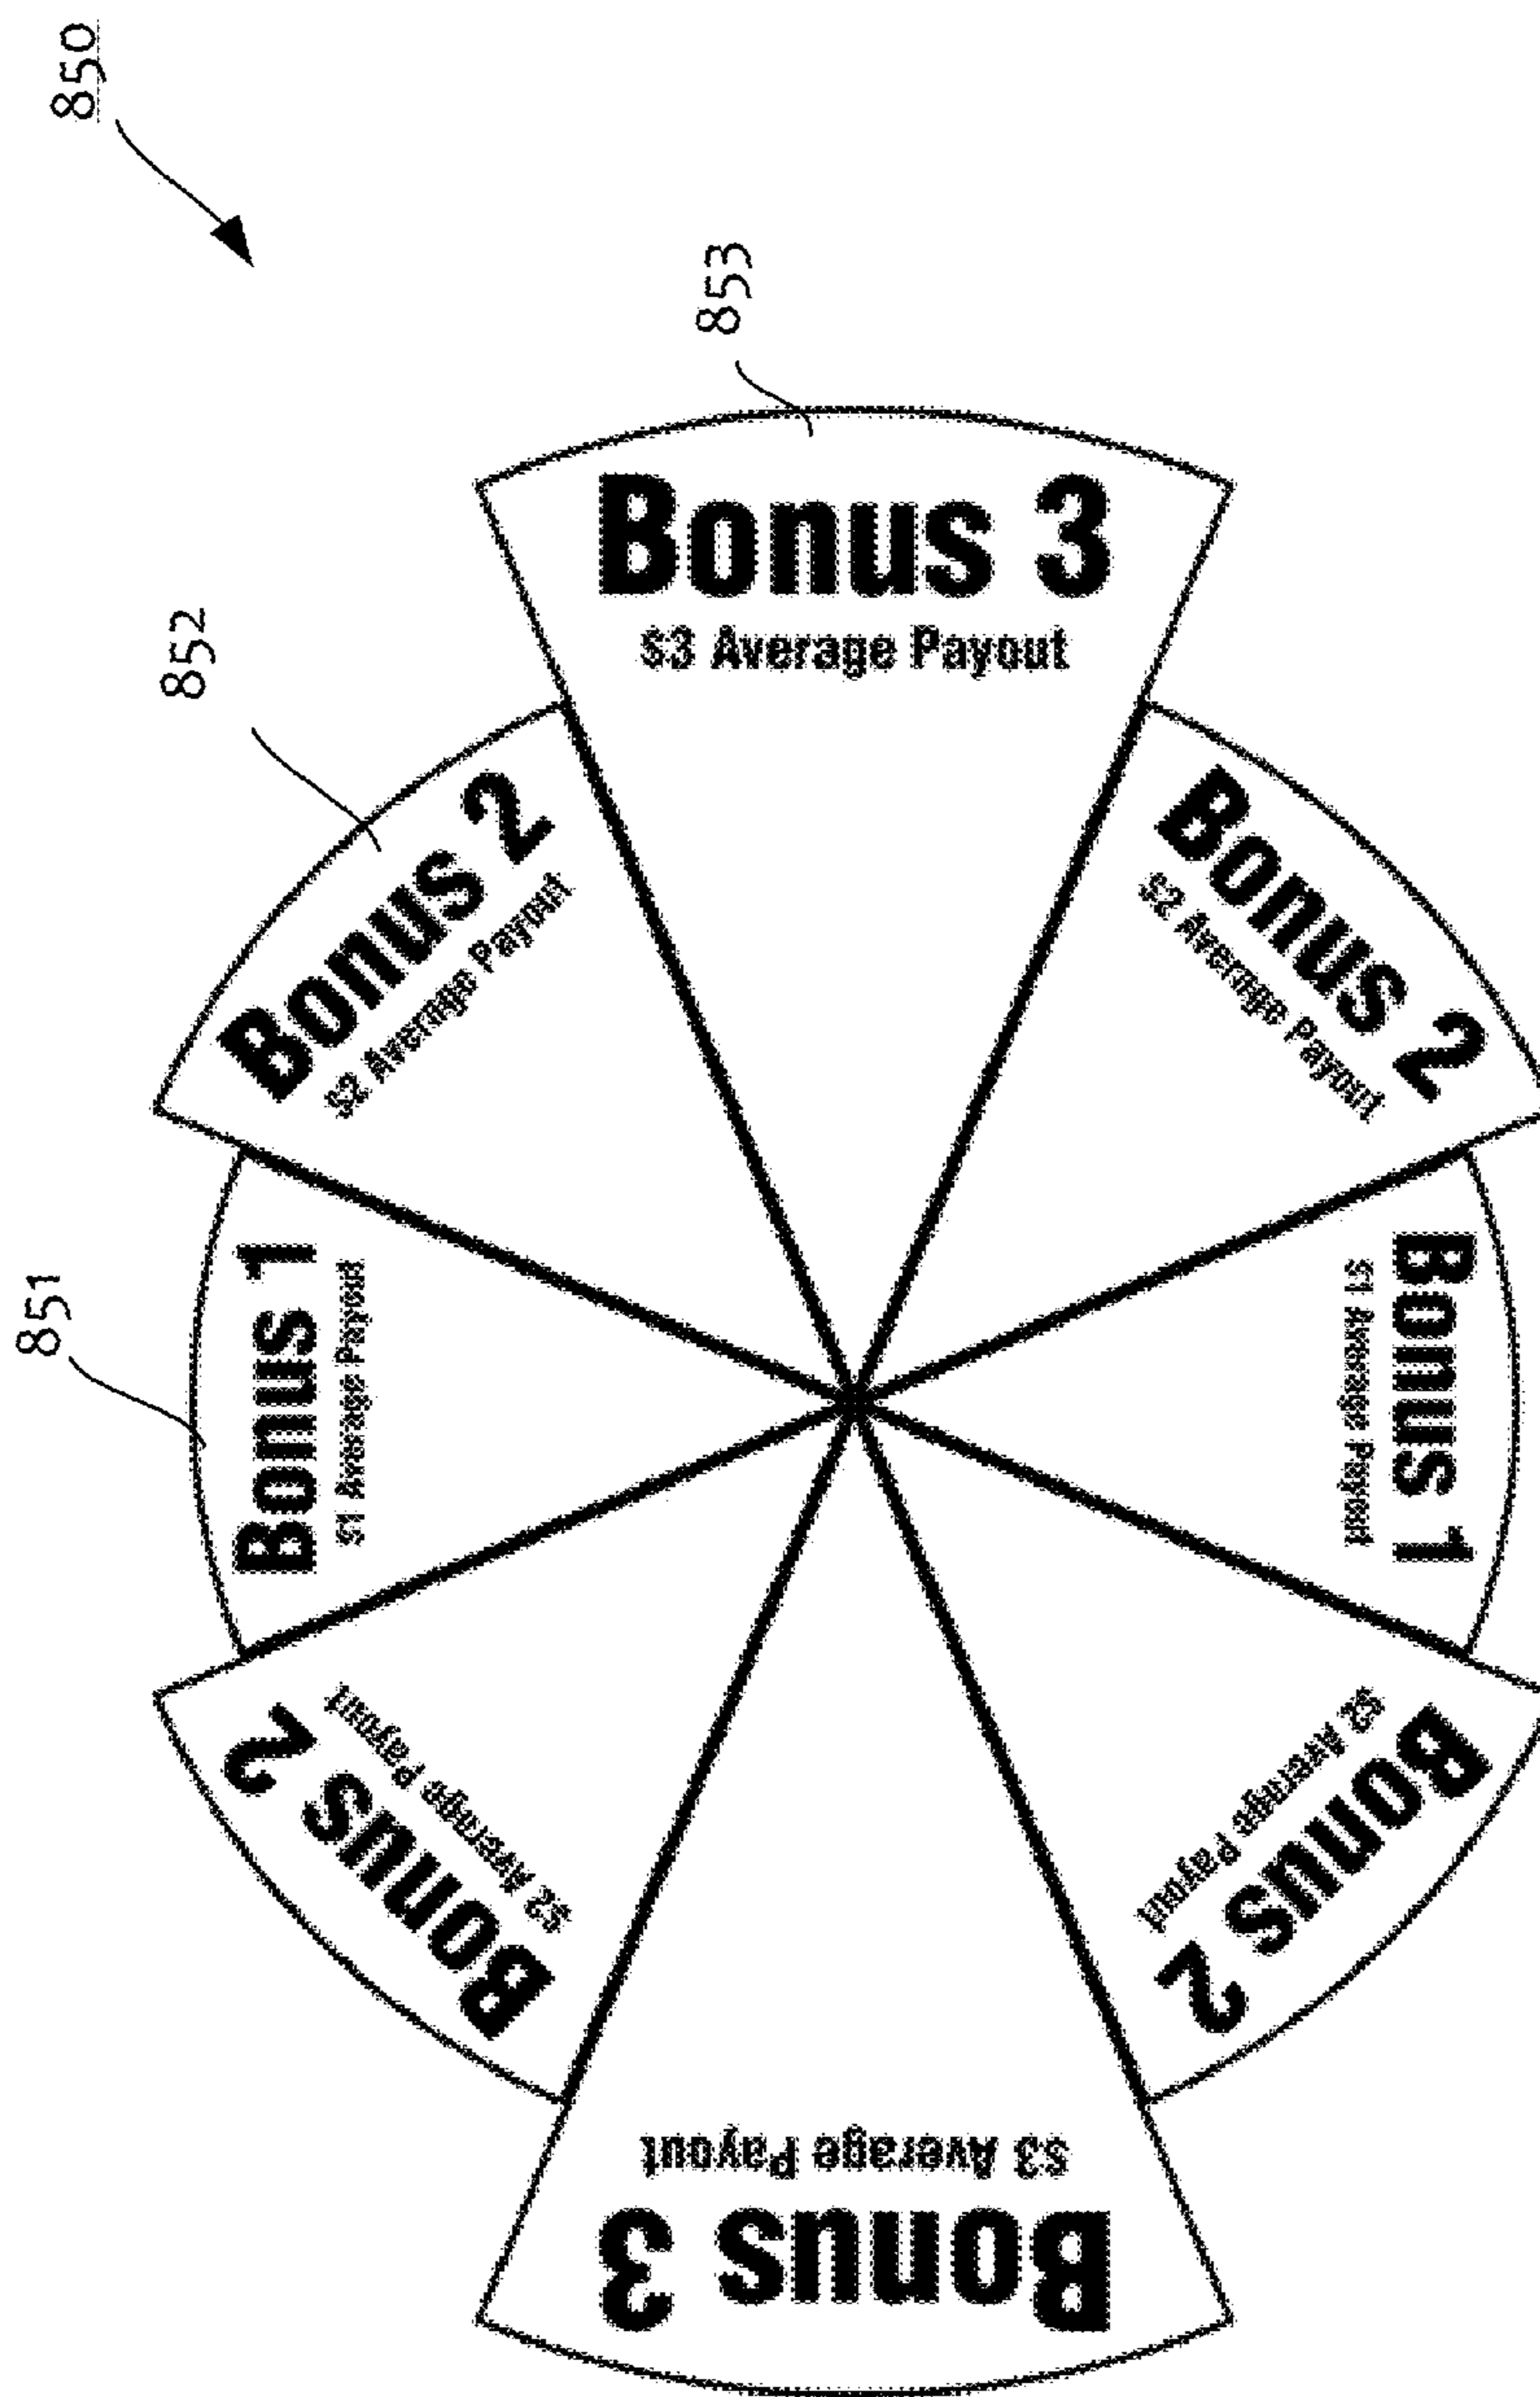 850
853
Bonus 3
$3 Average Payout
852
Bonus 2
$2 Average Payout
Bonus 2
$2 Average Payout
851
Bonus 1
$1 Average Payout
Bonus 1
$1 Average Payout
Bonus 2
$2 Average Payout
Bonus 2
$2 Average Payout
Bonus 3
$3 Average Payout